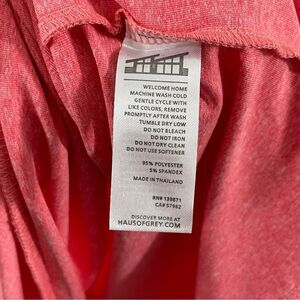 WELCOME HOME
MACHINE WASH COLD
GENTLE CYCLE WITH
LIKE COLORS, REMOVE
PROMPTLY AFTER WASH
TUMBLE DRY LOW
DO NOT BLEACH
DO NOT IRON
DO NOT DRY CLEAN
DO NOT USE SOFTENER
95% POLYESTER
5% SPANDEX
MADE IN THAILAND
RN# 139871
CA# 57962
DISCOVER MORE AT
HAUSOFGREY.COM